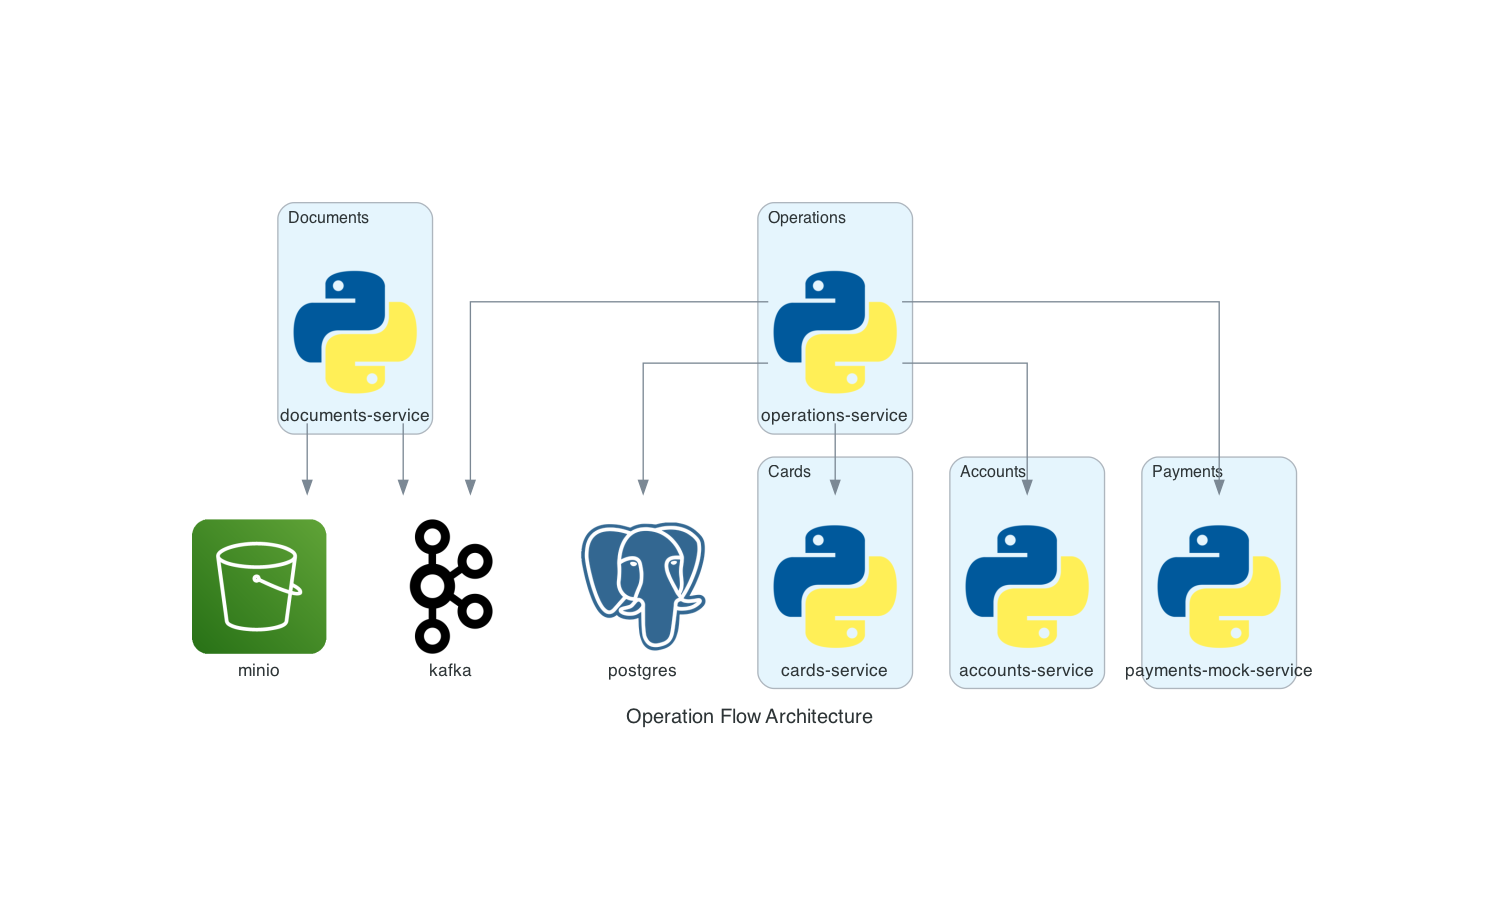 Documents
Operations
documents-service
operations-service
Cards
Accounts
Payments
minio
kafka
postgres
cards-service
accounts-service
payments-mock-service
Operation Flow Architecture